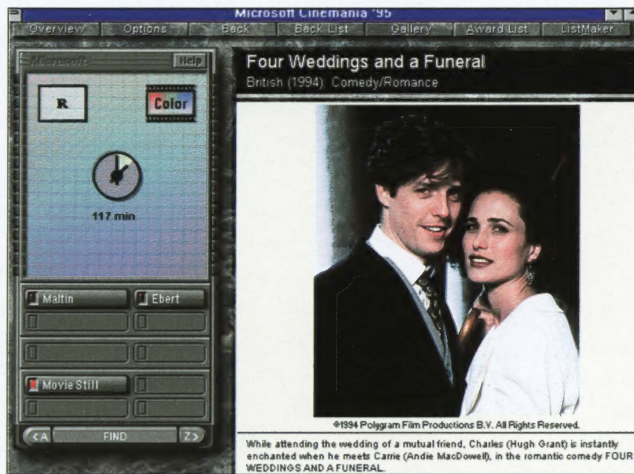 Microsoft Cinemania '95
Overview Options Back Back List Gallery Award List ListMaker
Microsoft Help
R Color
117 min
Maltin Ebert
Movie Still
<A FIND Z>
Four Weddings and a Funeral
British (1994) Comedy/Romance
©1994 Polygram Film Productions B.V. All Rights Reserved.
While attending the wedding of a mutual friend, Charles (Hugh Grant) is instantly
enchanted when he meets Carrie (Andie MacDowell), in the romantic comedy FOUR
WEDDINGS AND A FUNERAL.